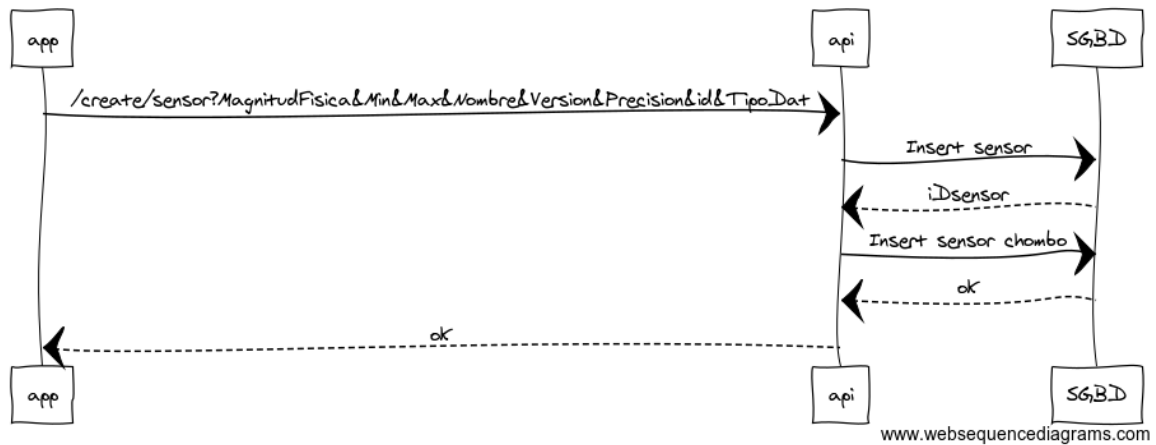 app api SGBD
/create/sensor?MagnitudFisica&Min&Max&Nombre&Version&Precision&id&TipoDat
Insert sensor
iDsensor
Insert sensor chombo
ok
ok
app api SGBD
www.websequencediagrams.com